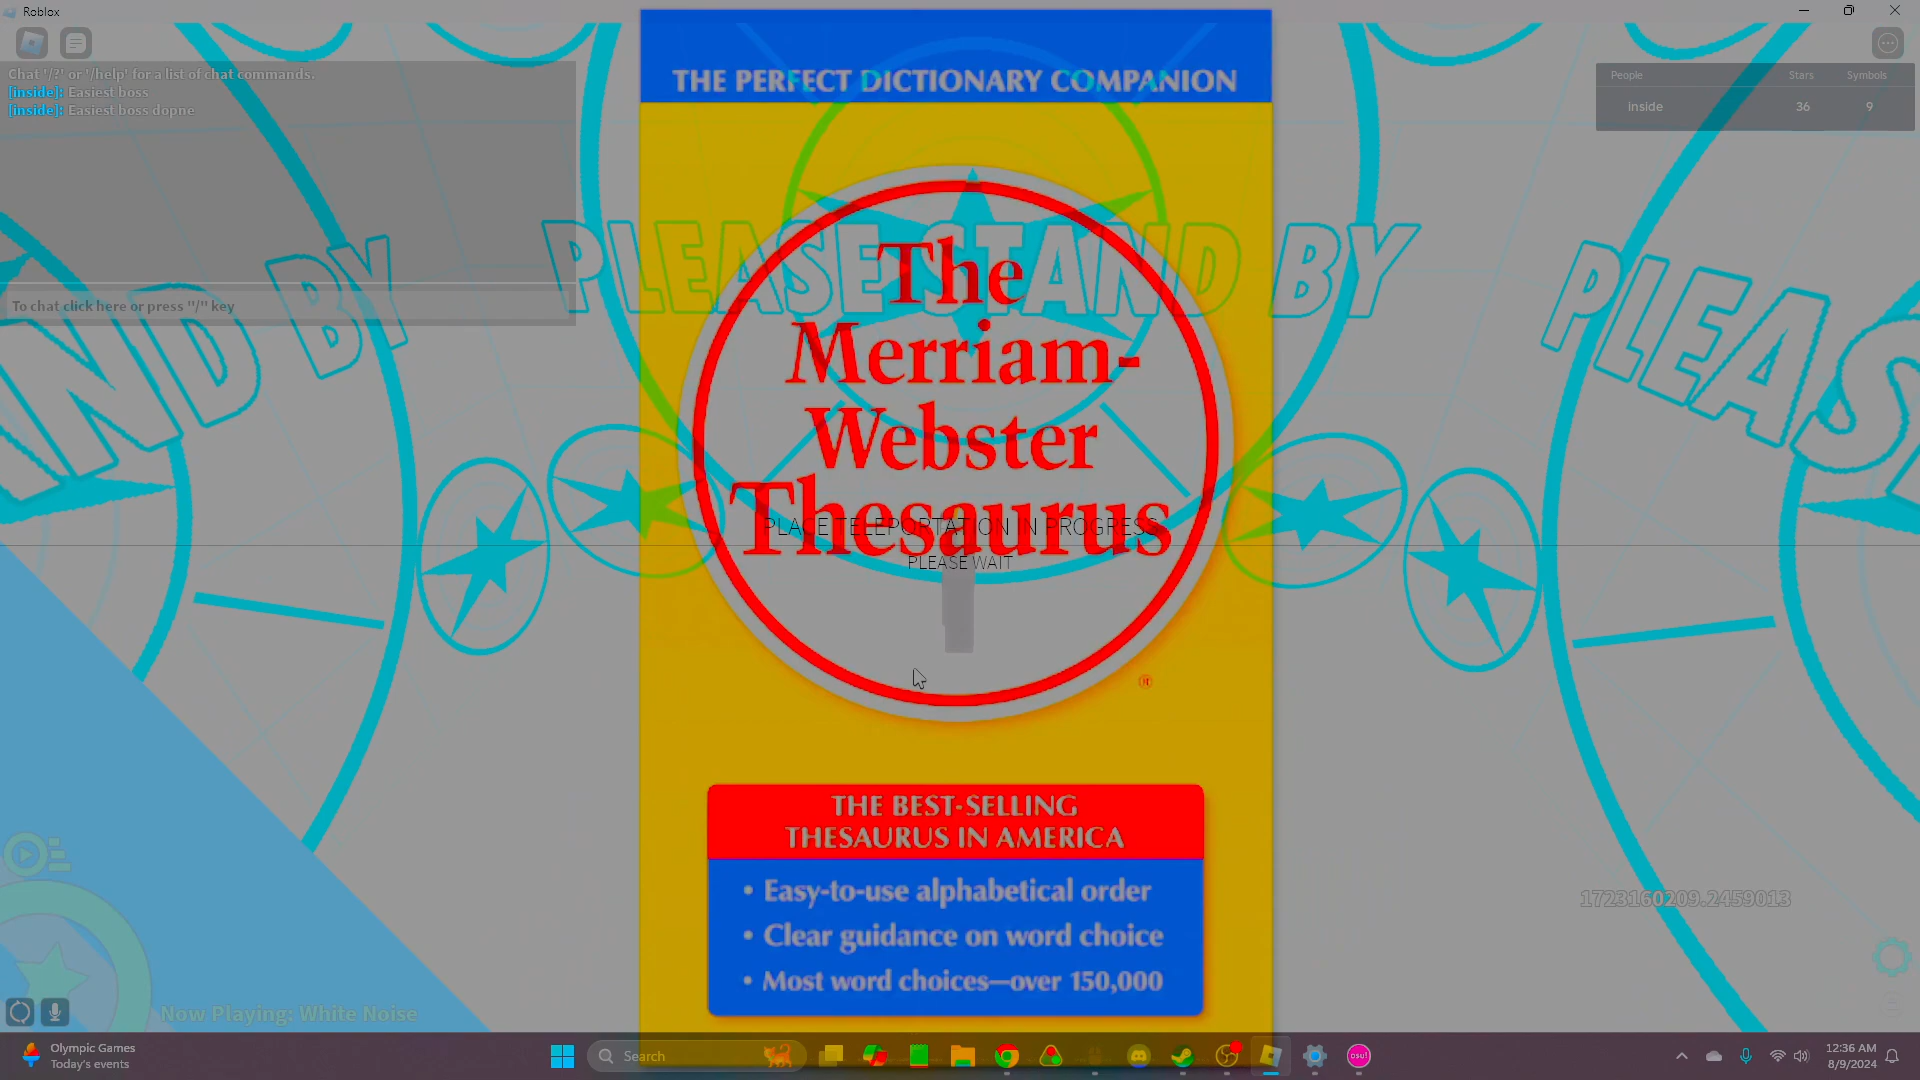 Roblox
Chat '/?' or '/help' for a list of chat commands.
[inside]: Easiest boss
[inside]: Easiest boss dopne
To chat click here or press "/" key
People Stars Symbols
inside 36 9
THE PERFECT DICTIONARY COMPANION
AND BY
PLEASE STAND BY
PLEAS
The
Merriam-
Webster
Thesaurus
PLACE TELEPORTATION IN PROGRESS
PLEASE WAIT
THE BEST-SELLING
THESAURUS IN AMERICA
• Easy-to-use alphabetical order
• Clear guidance on word choice
• Most word choices—over 150,000
1723160209.2459013
Now Playing: White Noise
Olympic Games
Today's events
Search
osu!
12:36 AM
8/9/2024